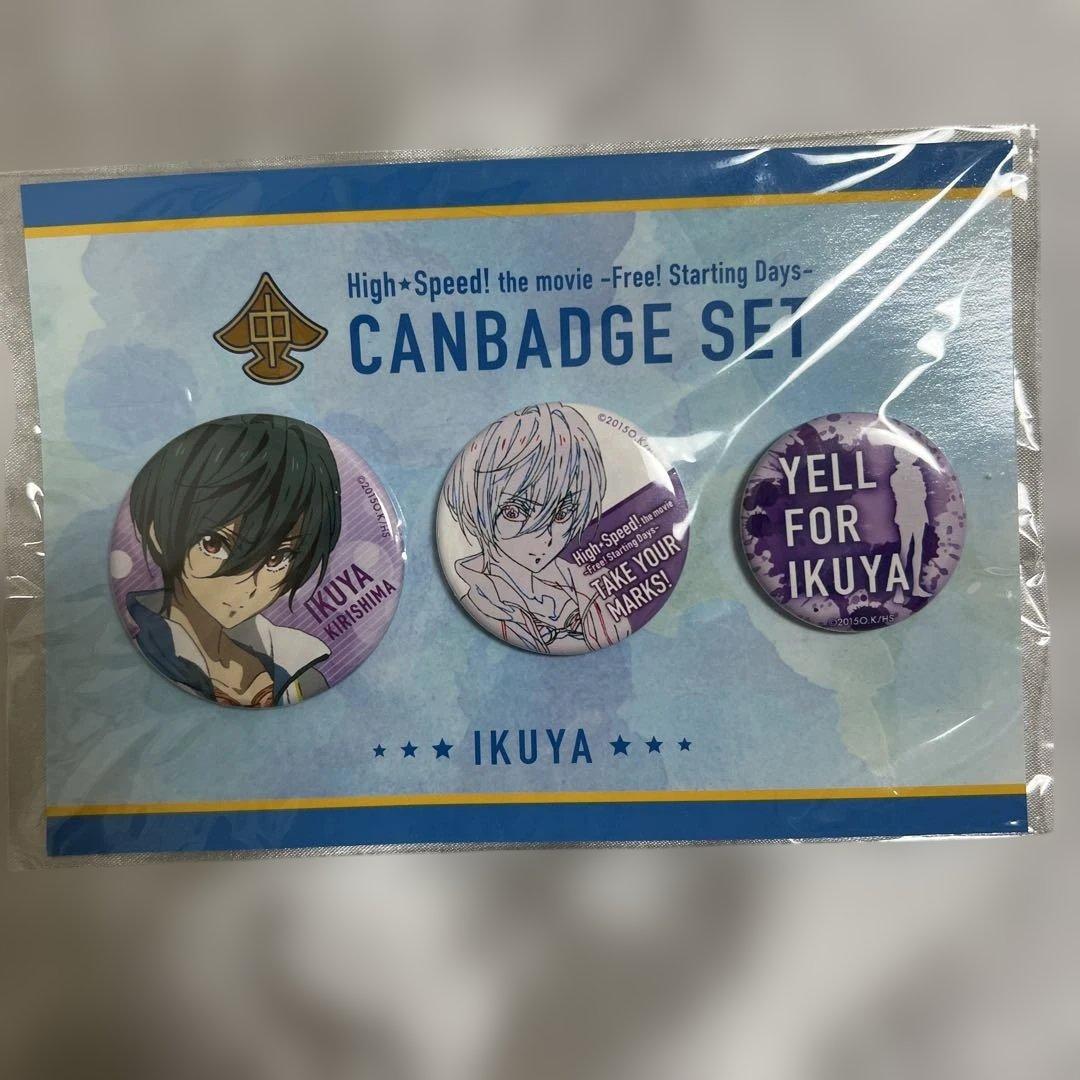 High★Speed! the movie -Free! Starting Days-
中
CANBADGE SET
©2015O.K/HS
IKUYA
KIRISHIMA
©2015O.K/
High★Speed! the movie
-Free! Starting Days-
TAKE YOUR
MARKS!
YELL
FOR
IKUYA
©2015O.K/HS
★★★ IKUYA ★★★